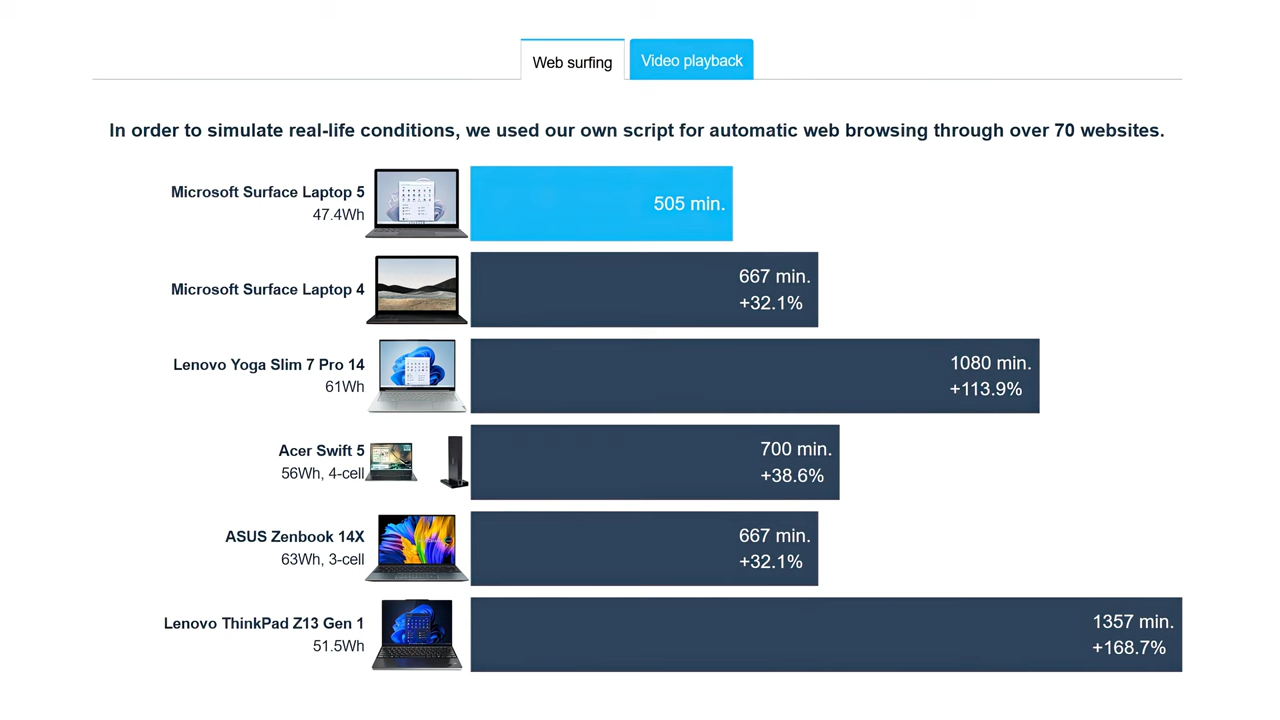 Web surfing
Video playback
In order to simulate real-life conditions, we used our own script for automatic web browsing through over 70 websites.
Microsoft Surface Laptop 5
47.4Wh
505 min.
Microsoft Surface Laptop 4
667 min.
+32.1%
Lenovo Yoga Slim 7 Pro 14
61Wh
1080 min.
+113.9%
Acer Swift 5
56Wh, 4-cell
700 min.
+38.6%
ASUS Zenbook 14X
63Wh, 3-cell
667 min.
+32.1%
Lenovo ThinkPad Z13 Gen 1
51.5Wh
1357 min.
+168.7%